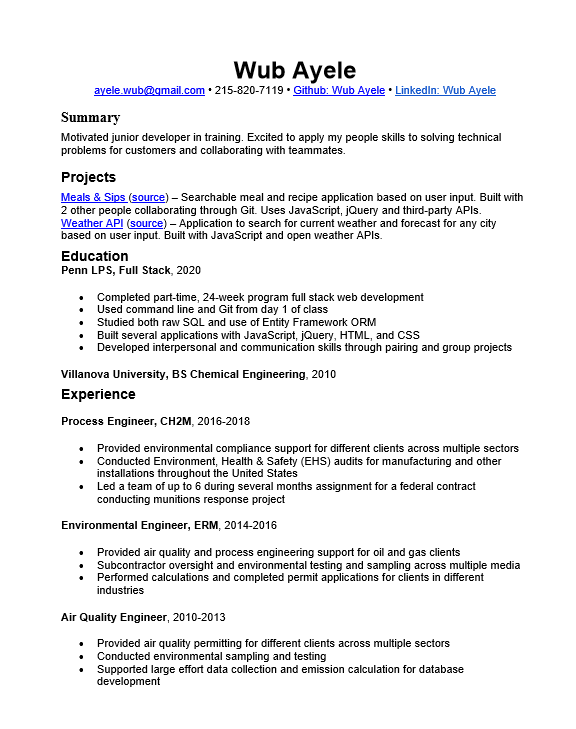 Wub Ayele
ayele.wub@gmail.com • 215-820-7119 • Github: Wub Ayele • LinkedIn: Wub Ayele
Summary
Motivated junior developer in training. Excited to apply my people skills to solving technical
problems for customers and collaborating with teammates.
Projects
Meals & Sips (source) – Searchable meal and recipe application based on user input. Built with
2 other people collaborating through Git. Uses JavaScript, jQuery and third-party APIs.
Weather API (source) – Application to search for current weather and forecast for any city
based on user input. Built with JavaScript and open weather APIs.
Education
Penn LPS, Full Stack, 2020
• Completed part-time, 24-week program full stack web development
• Used command line and Git from day 1 of class
• Studied both raw SQL and use of Entity Framework ORM
• Built several applications with JavaScript, jQuery, HTML, and CSS
• Developed interpersonal and communication skills through pairing and group projects
Villanova University, BS Chemical Engineering, 2010
Experience
Process Engineer, CH2M, 2016-2018
• Provided environmental compliance support for different clients across multiple sectors
• Conducted Environment, Health & Safety (EHS) audits for manufacturing and other
installations throughout the United States
• Led a team of up to 6 during several months assignment for a federal contract
conducting munitions response project
Environmental Engineer, ERM, 2014-2016
• Provided air quality and process engineering support for oil and gas clients
• Subcontractor oversight and environmental testing and sampling across multiple media
• Performed calculations and completed permit applications for clients in different
industries
Air Quality Engineer, 2010-2013
• Provided air quality permitting for different clients across multiple sectors
• Conducted environmental sampling and testing
• Supported large effort data collection and emission calculation for database
development